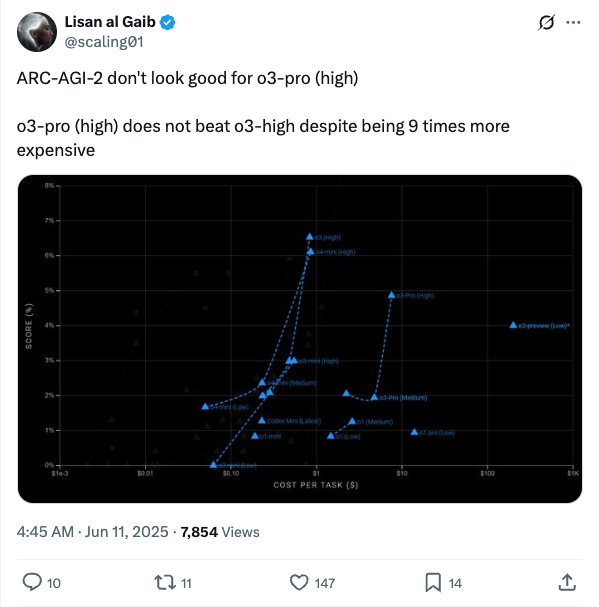 Lisan al Gaib
@scaling01
ARC-AGI-2 don't look good for o3-pro (high)
o3-pro (high) does not beat o3-high despite being 9 times more
expensive
8%
7%
o3 (High)
6%
o4-mini (High)
5%
o3-Pro (High)
SCORE (%)
4%
o3-preview (Low)*
3%
o3-mini (High)
o4-mini (Medium)
2%
o3-Pro (Medium)
o4-mini (Low)
Codex Mini (Latest)
o1 (Medium)
1%
o1-mini
o1 (Low)
o1-pro (Low)
0%
o3-mini (Low)
$1e-3
$0.01
$0.10
$1
$10
$100
$1K
COST PER TASK ($)
4:45 AM · Jun 11, 2025 · 7,854 Views
10
11
147
14